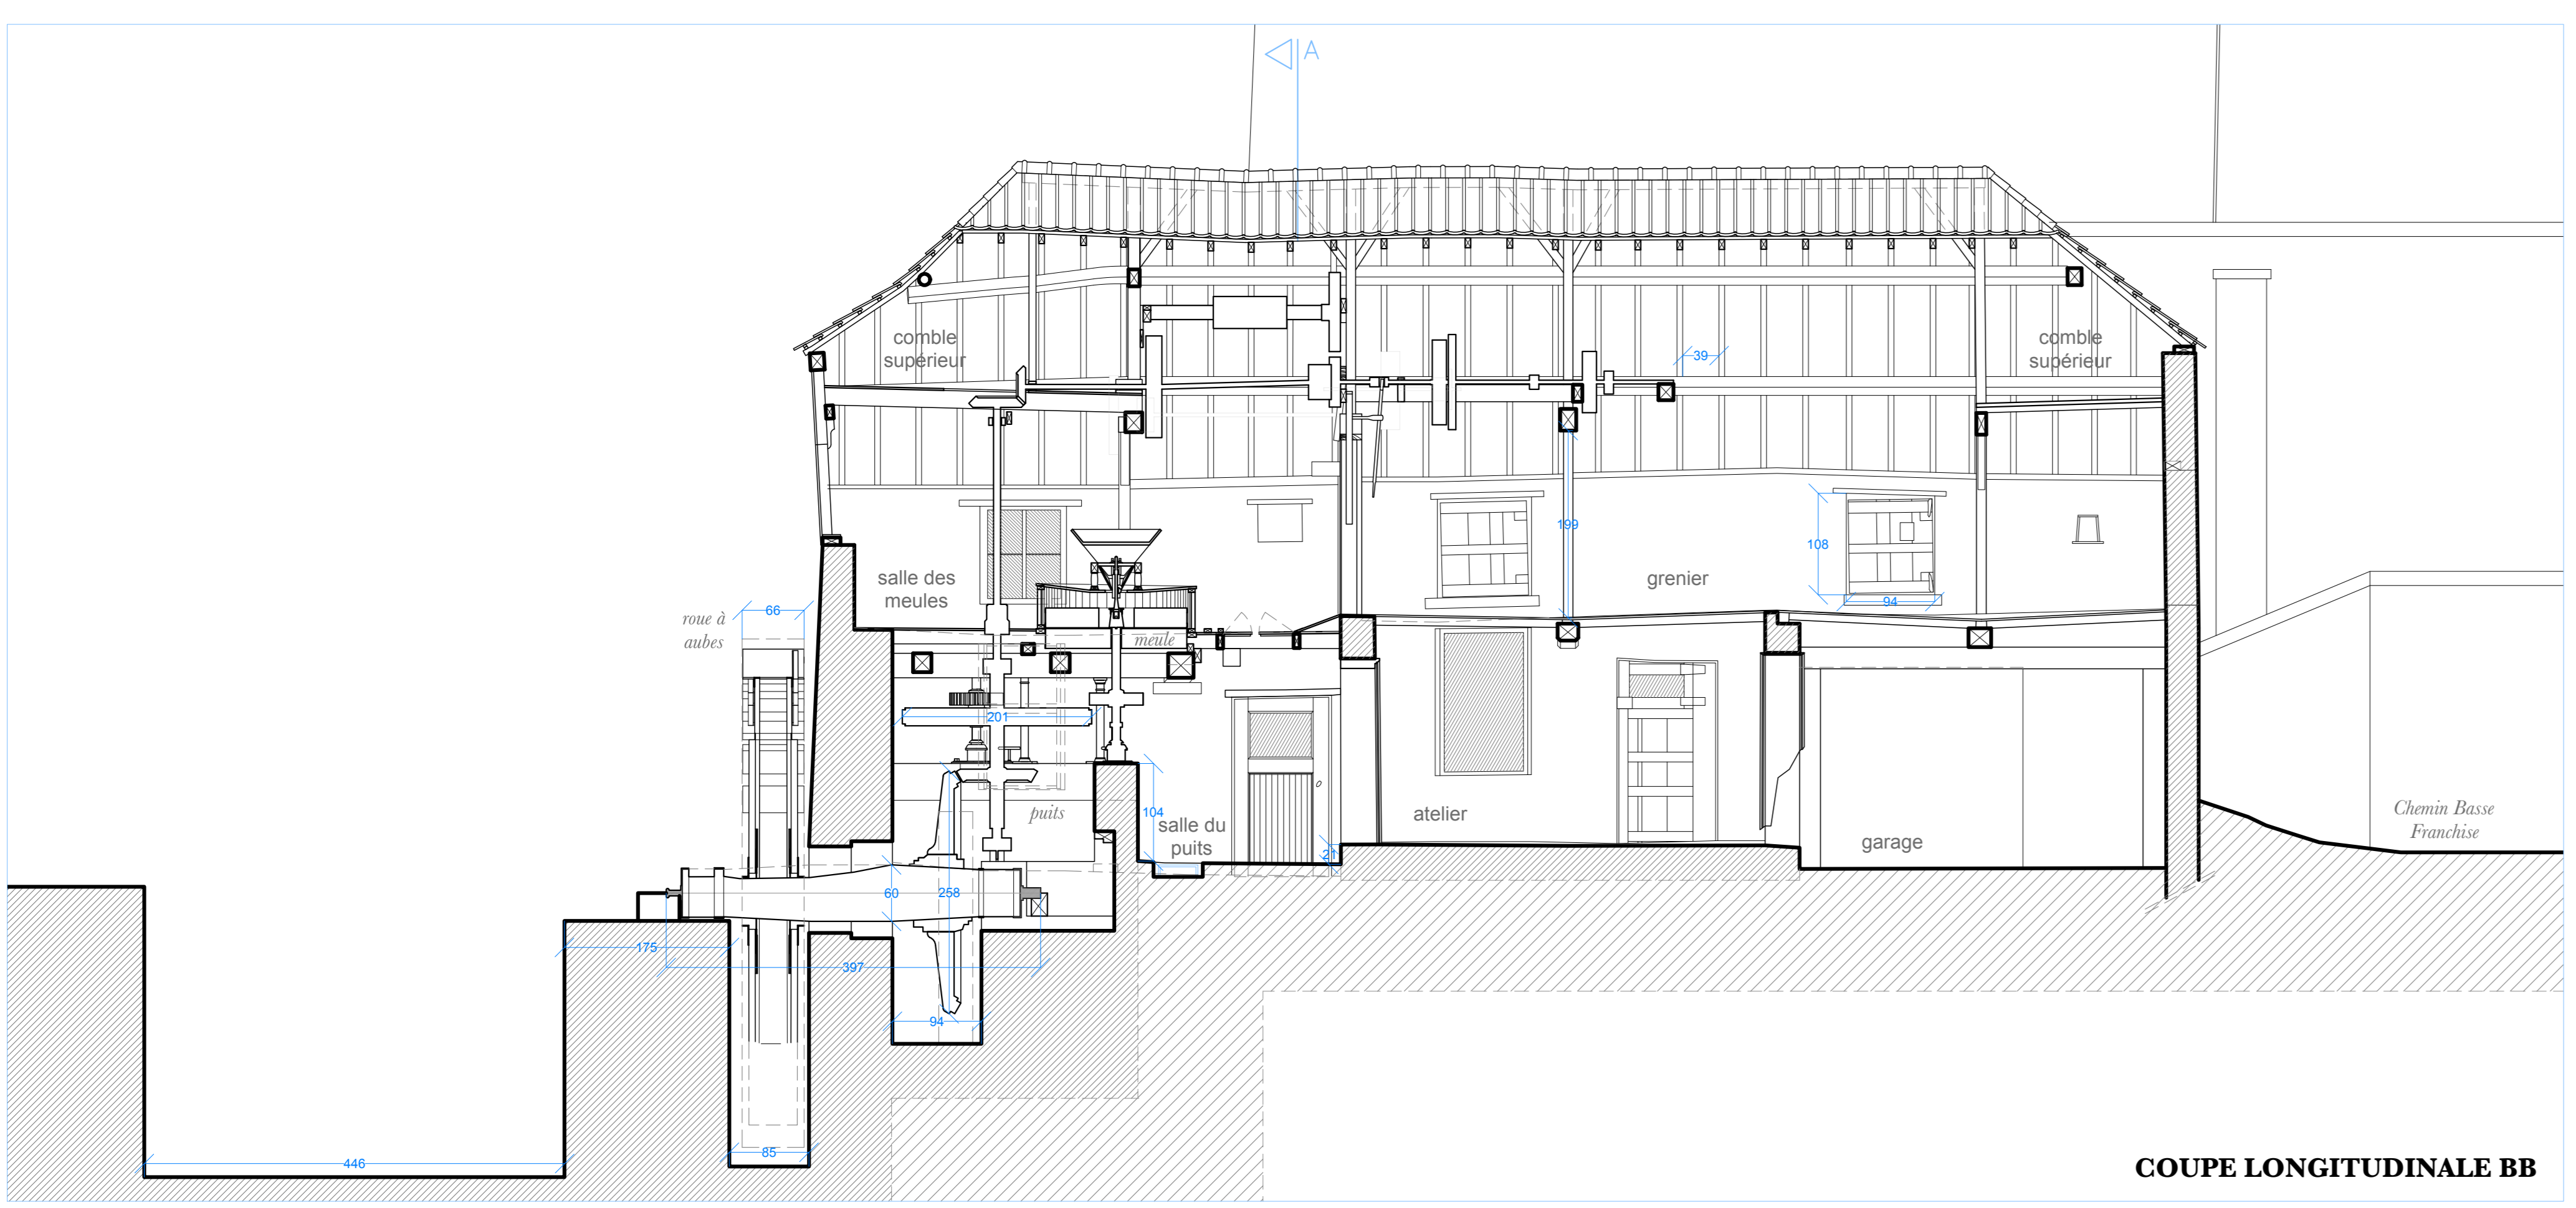 A
comble
supérieur
comble
supérieur
39
199
108
94
salle des
meules
grenier
roue à
aubes
66
meule
201
104
puits
salle du
puits
21
atelier
garage
Chemin Basse
Franchise
60
258
175
397
94
85
446
COUPE LONGITUDINALE BB